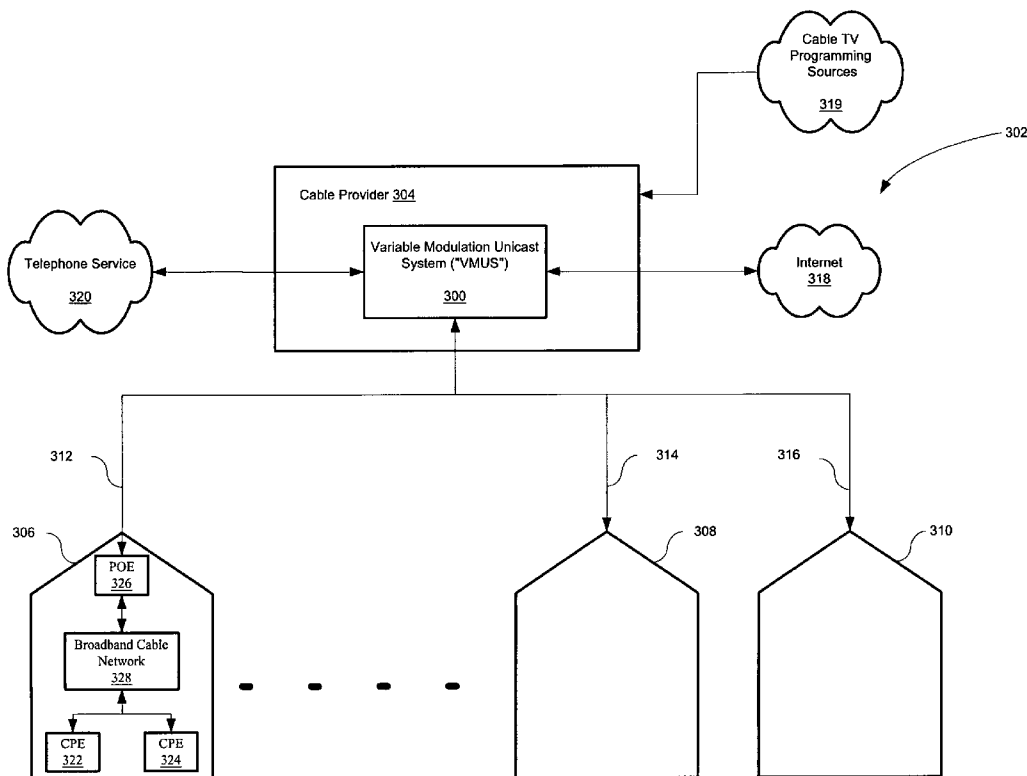 Cable TV
Programming
Sources
319
302
Cable Provider 304
Variable Modulation Unicast
System ("VMUS")
300
Telephone Service
320
Internet
318
312
314
316
306
308
310
POE
326
Broadband Cable
Network
328
CPE
322
CPE
324